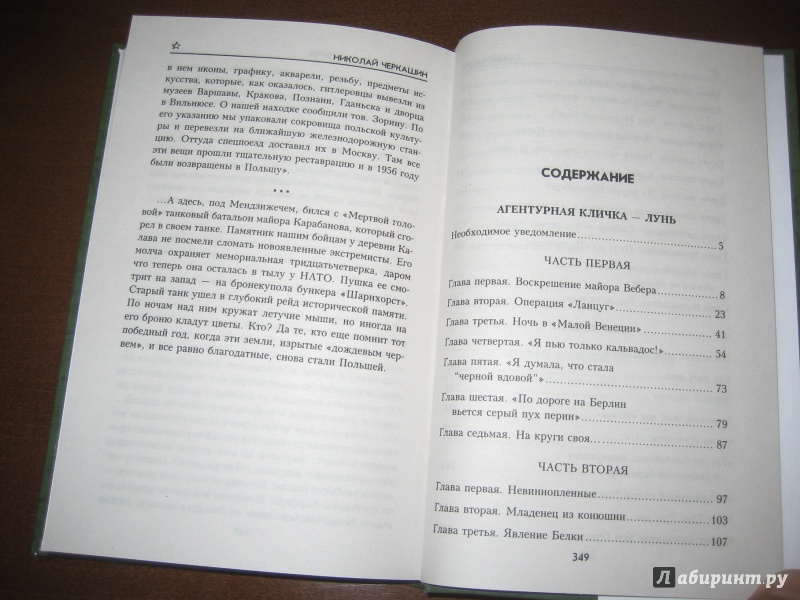 НИКОЛАЙ ЧЕРКАШИН
в нем иконы, графику, акварели, резьбу, предметы ис-
кусства, которые, как оказалось, гитлеровцы вывезли из
музеев Варшавы, Кракова, Познани, Гданьска и дворца
в Вильнюсе. О нашей находке сообщили тов. Зорину. По
его указанию мы упаковали сокровища польской культу-
ры и перевезли на ближайшую железнодорожную стан-
цию. Оттуда спецпоезд доставил их в Москву. Там все
эти вещи прошли тщательную реставрацию и в 1956 году
были возвращены в Польшу».
* * *
...А здесь, под Мендзижечем, бился с «Мертвой голо-
вой» танковый батальон майора Карабанова, который сго-
рел в своем танке. Памятник нашим бойцам у деревни Ка-
лава не посмели сломать новоявленные экстремисты. Его
молча охраняет мемориальная тридцатьчетверка, даром
что теперь она осталась в тылу у НАТО. Пушка ее смо-
трит на запад — на бронекупола бункера «Шарнхорст».
Старый танк ушел в глубокий рейд исторической памяти.
По ночам над ним кружат летучие мыши, но иногда на
его броню кладут цветы. Кто? Да те, кто еще помнит тот
победный год, когда эти земли, изрытые «дождевым чер-
вем», и все равно благодатные, снова стали Польшей.
СОДЕРЖАНИЕ
АГЕНТУРНАЯ КЛИЧКА — ЛУНЬ
Необходимое уведомление 5
ЧАСТЬ ПЕРВАЯ
Глава первая. Воскрешение майора Вебера 8
Глава вторая. Операция «Ланцуг» 23
Глава третья. Ночь в «Малой Венеции» 41
Глава четвертая. «Я пью только кальвадос!» 54
Глава пятая. «Я думала, что стала
"черной вдовой"» 73
Глава шестая. «По дороге на Берлин
вьется серый пух перин» 79
Глава седьмая. На круги своя 87
ЧАСТЬ ВТОРАЯ
Глава первая. Невиннопленные 97
Глава вторая. Младенец из конюшни 103
Глава третья. Явление Белки 107
349
Лабиринт.ру